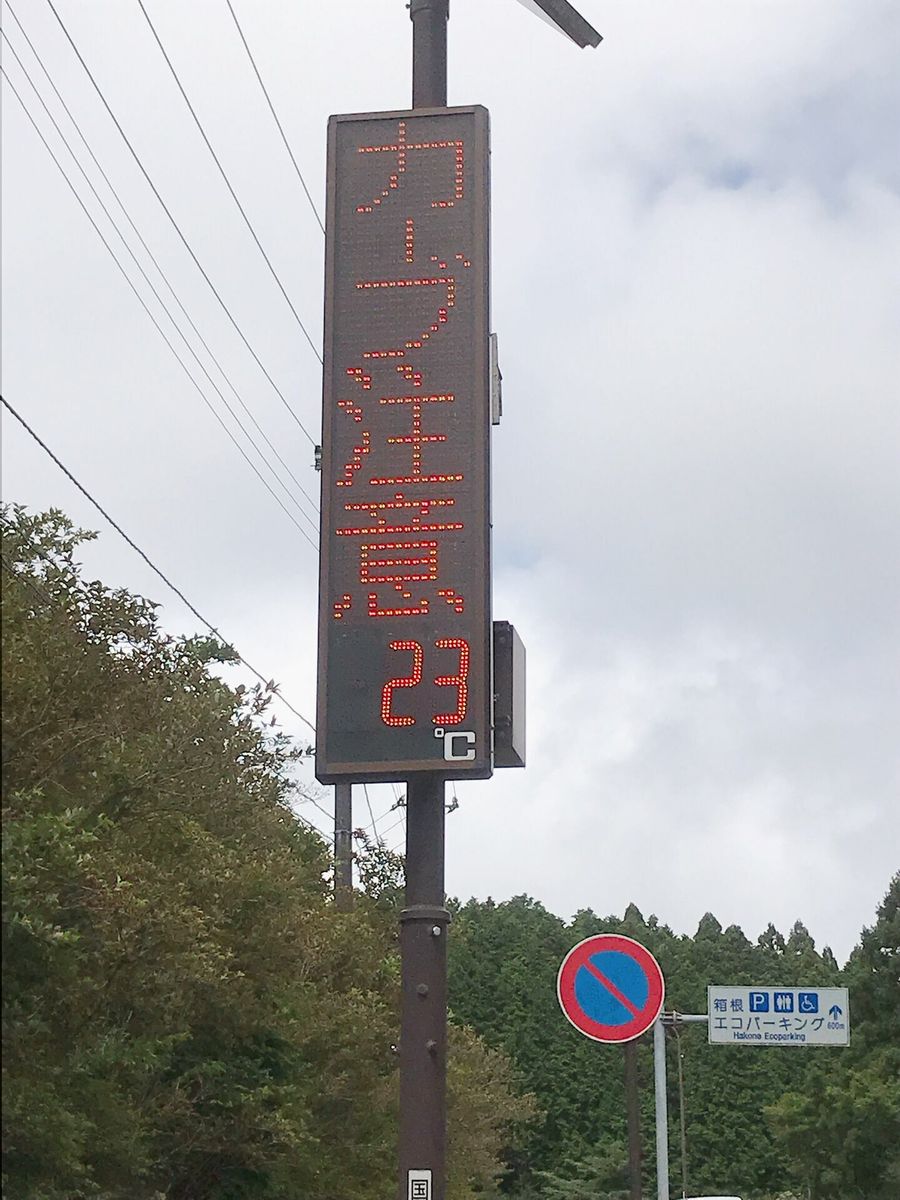 カーブ注意
23
°C
箱根 P
エコパーキング 600m
Hakone Ecoparking
国